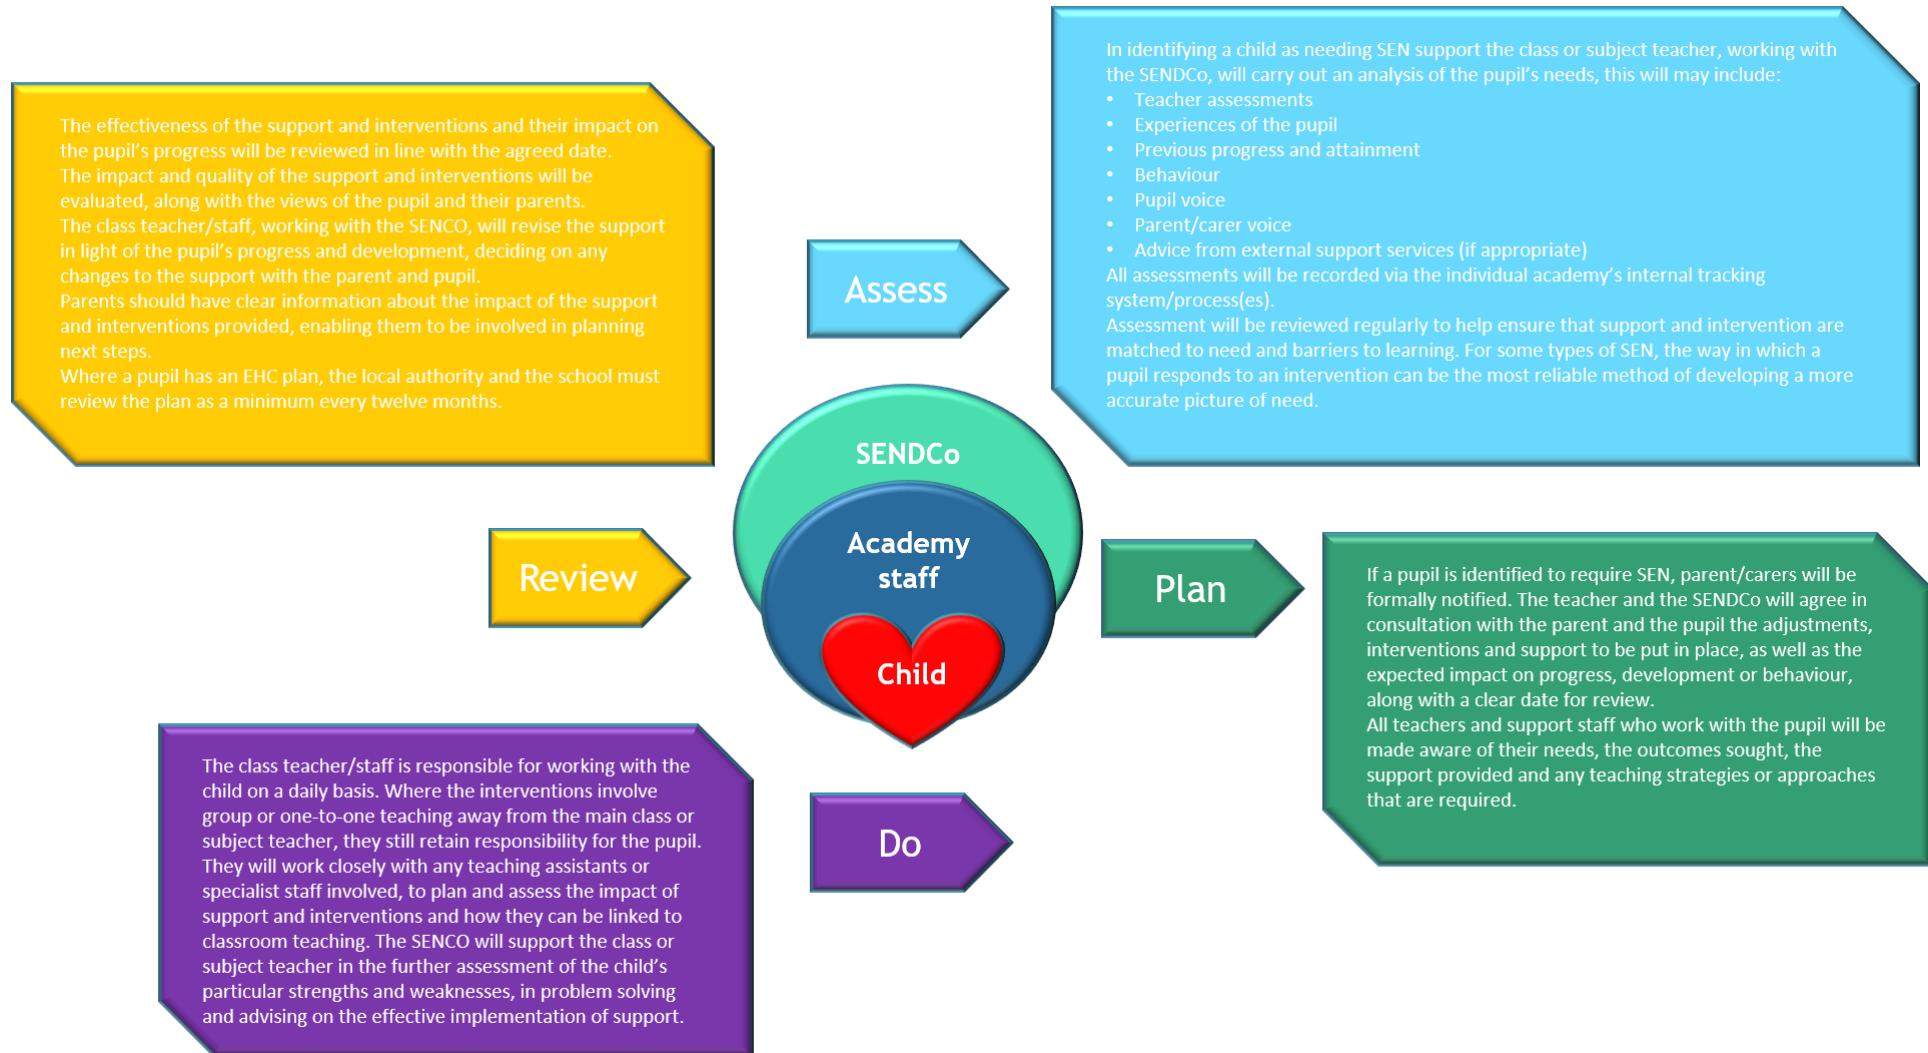 The effectiveness of the support and interventions and their impact on
the pupil's progress will be reviewed in line with the agreed date.
The impact and quality of the support and interventions will be
evaluated, along with the views of the pupil and their parents.
The class teacher/staff, working with the SENCO, will revise the support
in light of the pupil's progress and development, deciding on any
changes to the support with the parent and pupil.
Parents should have clear information about the impact of the support
and interventions provided, enabling them to be involved in planning
next steps.
Where a pupil has an EHC plan, the local authority and the school must
review the plan as a minimum every twelve months.
Assess
In identifying a child as needing SEN support the class or subject teacher, working with
the SENDCo, will carry out an analysis of the pupil's needs, this will may include:
• Teacher assessments
• Experiences of the pupil
• Previous progress and attainment
• Behaviour
• Pupil voice
• Parent/carer voice
• Advice from external support services (if appropriate)
All assessments will be recorded via the individual academy's internal tracking
system/process(es).
Assessment will be reviewed regularly to help ensure that support and intervention are
matched to need and barriers to learning. For some types of SEN, the way in which a
pupil responds to an intervention can be the most reliable method of developing a more
accurate picture of need.
Review
SENDCo
Academy
staff
Child
Plan
If a pupil is identified to require SEN, parent/carers will be
formally notified. The teacher and the SENDCo will agree in
consultation with the parent and the pupil the adjustments,
interventions and support to be put in place, as well as the
expected impact on progress, development or behaviour,
along with a clear date for review.
All teachers and support staff who work with the pupil will be
made aware of their needs, the outcomes sought, the
support provided and any teaching strategies or approaches
that are required.
The class teacher/staff is responsible for working with the
child on a daily basis. Where the interventions involve
group or one-to-one teaching away from the main class or
subject teacher, they still retain responsibility for the pupil.
They will work closely with any teaching assistants or
specialist staff involved, to plan and assess the impact of
support and interventions and how they can be linked to
classroom teaching. The SENCO will support the class or
subject teacher in the further assessment of the child's
particular strengths and weaknesses, in problem solving
and advising on the effective implementation of support.
Do